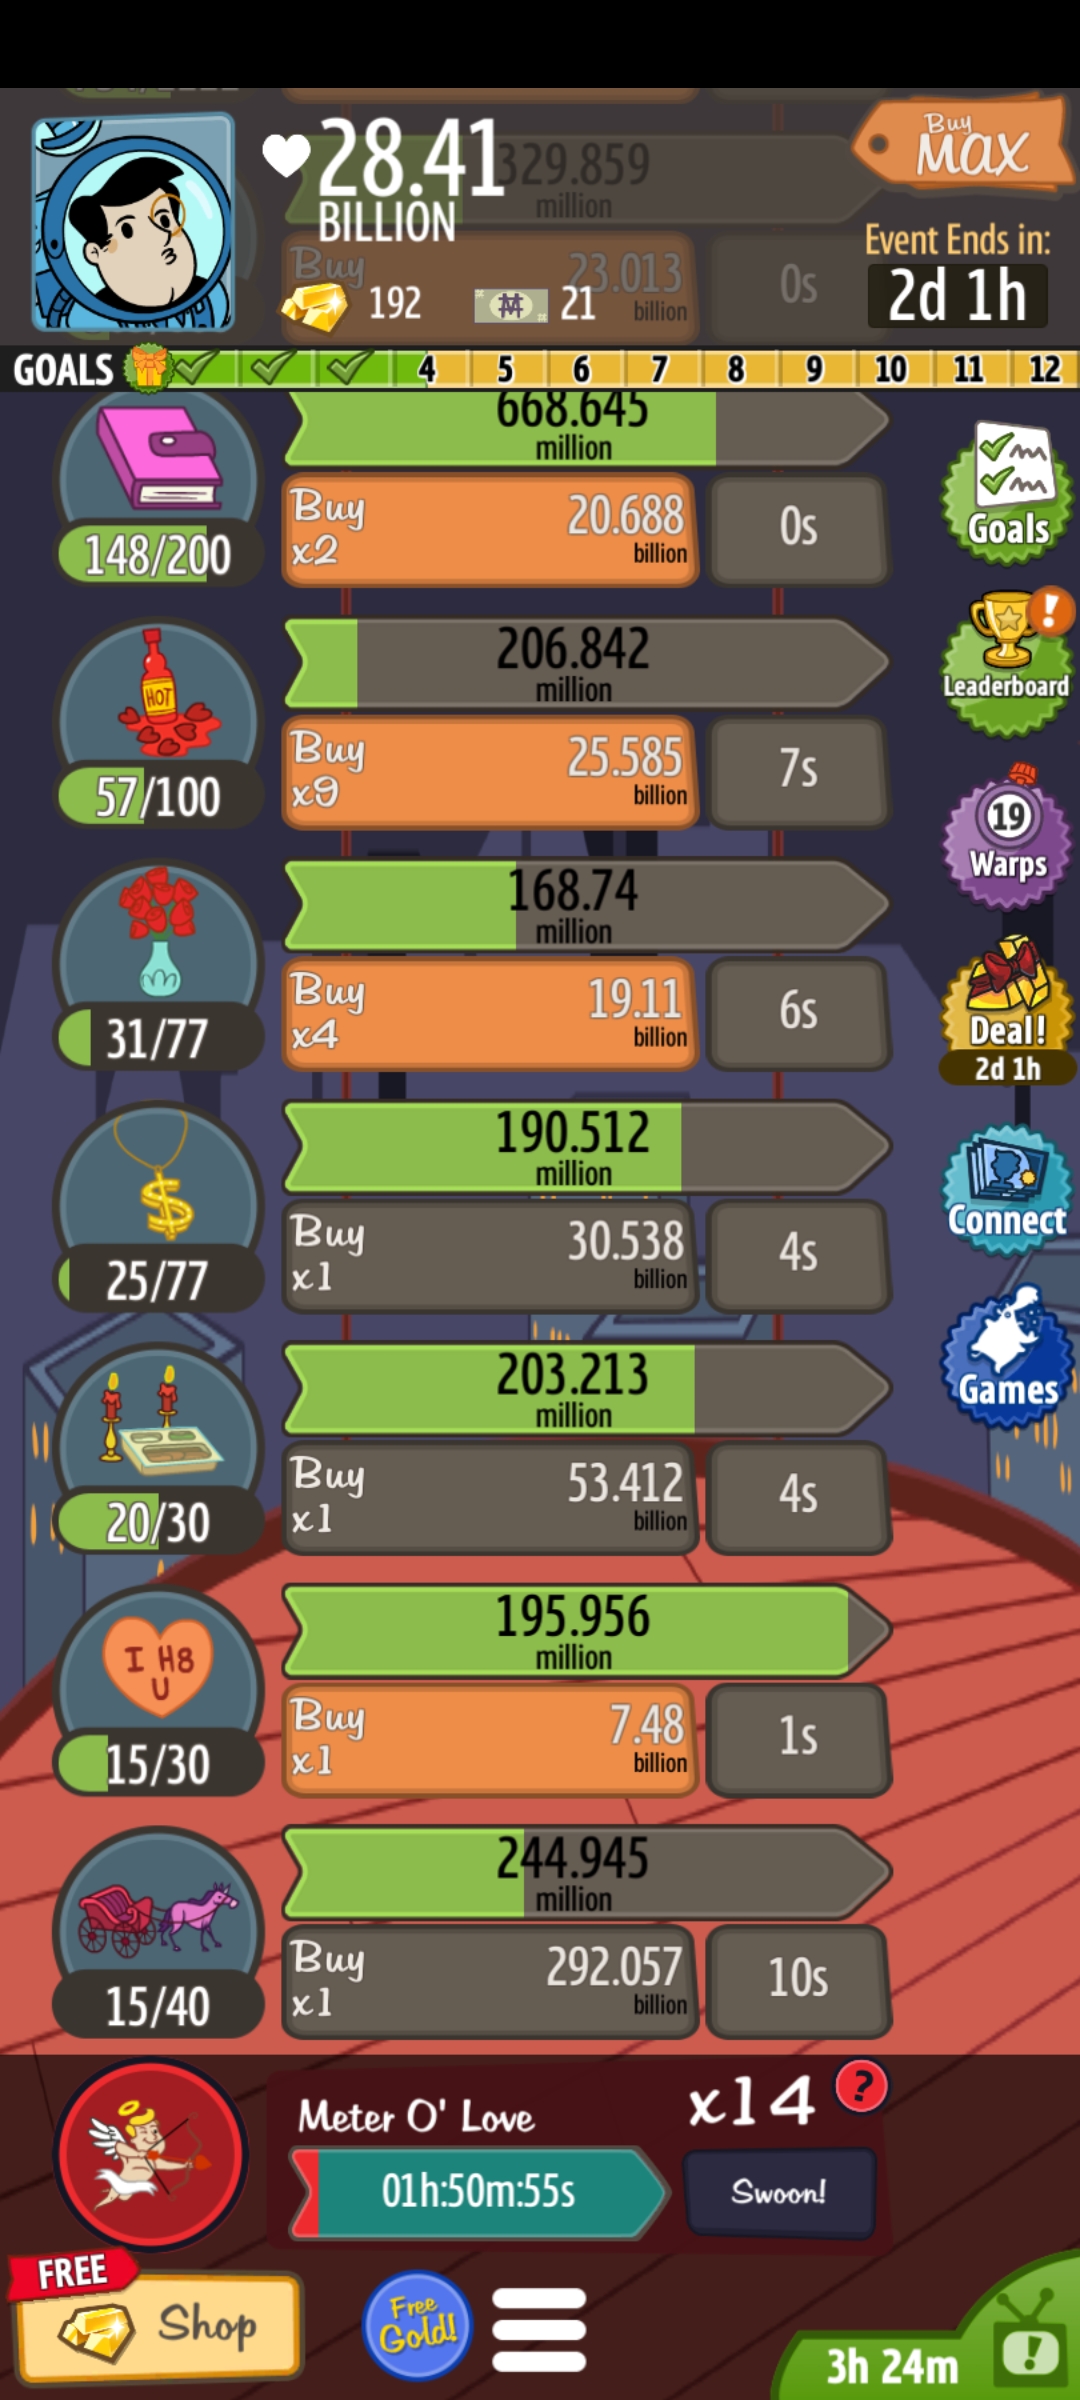 28.41
BILLION
329.859
million
Buy
MAX
Event Ends in:
2d 1h
Buy
23.013
billion
0s
192
21
GOALS 4 5 6 7 8 9 10 11 12
668.645
million
148/200
Buy
x2
20.688
billion
0s
Goals
HOT
57/100
206.842
million
Buy
x9
25.585
billion
7s
!
Leaderboard
31/77
168.74
million
Buy
x4
19.11
billion
6s
19
Warps
Deal!
2d 1h
$
25/77
190.512
million
Buy
x1
30.538
billion
4s
Connect
20/30
203.213
million
Buy
x1
53.412
billion
4s
Games
I H8
U
15/30
195.956
million
Buy
x1
7.48
billion
1s
15/40
244.945
million
Buy
x1
292.057
billion
10s
Meter O' Love
x14
?
01h:50m:55s
Swoon!
FREE
Shop
Free
Gold!
3h 24m
!